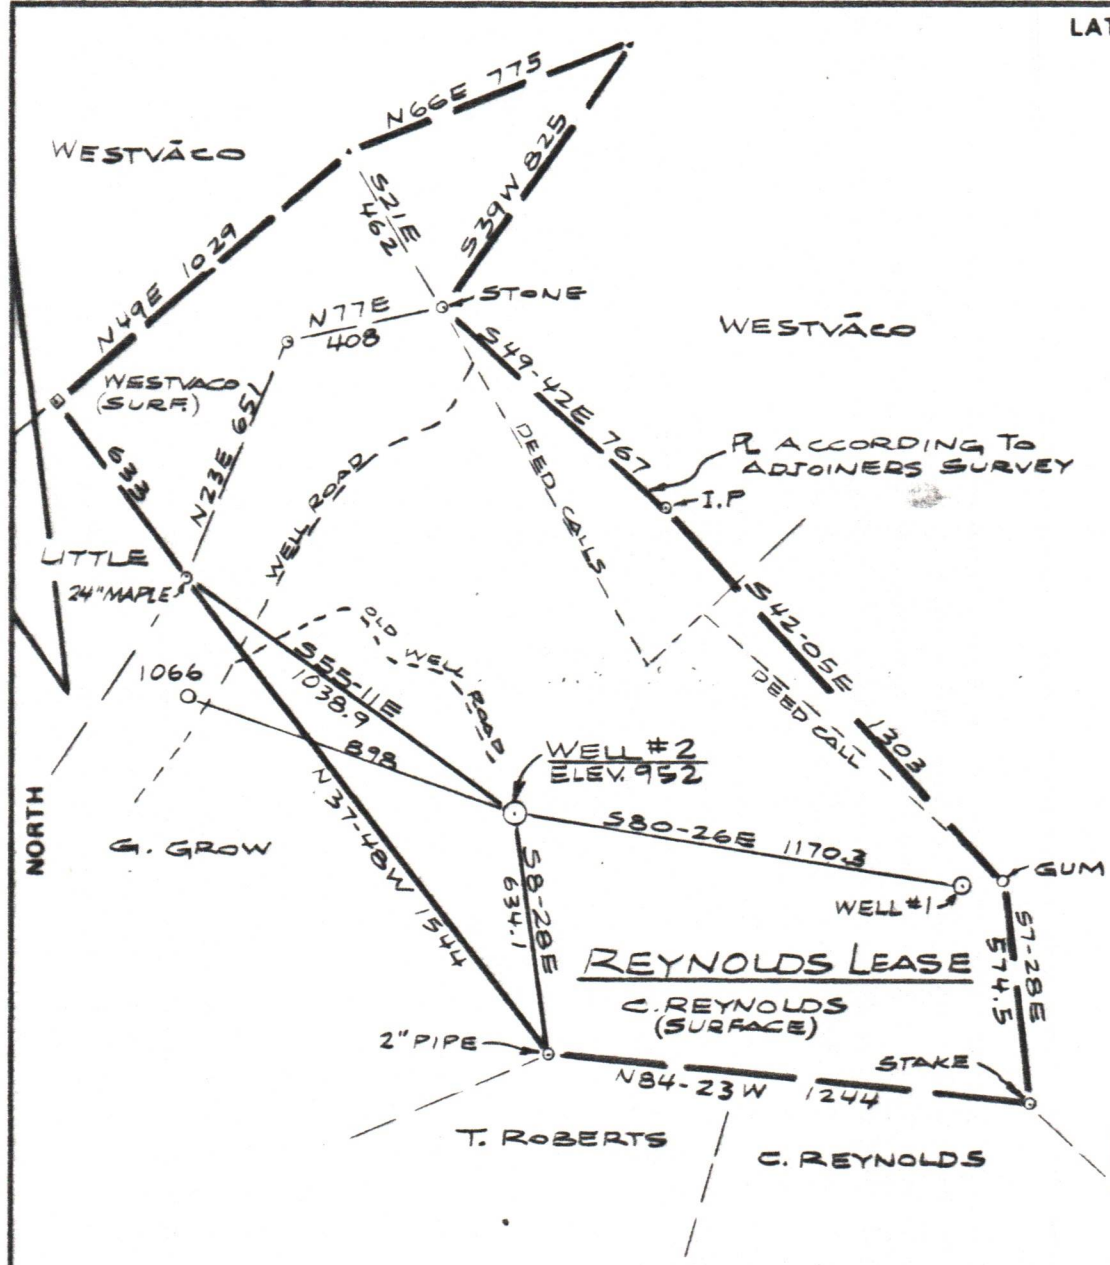 LAT
N66E 775
WESTVĀCO
S39W 825
S21E
462
N49E 1029
STONE
N77E
408
WESTVĀCO
S49-42E 767
WESTVACO
(SURF.)
633
N23E 651
WELL ROAD
DEED CALLS
PL ACCORDING TO
ADJOINERS SURVEY
I.P
LITTLE
24" MAPLE
OLD WELL ROAD
S55-11E
1038.9
S42-05E 1303
DEED CALL
1066
898
WELL #2
ELEV. 952
N37-48W 1544
NORTH
G. GROW
S80-26E 1170.3
S8-28E
634.1
WELL #1
GUM
S7-28E
574.5
REYNOLDS LEASE
C. REYNOLDS
(SURFACE)
2" PIPE
STAKE
N84-23W 1244
T. ROBERTS
C. REYNOLDS